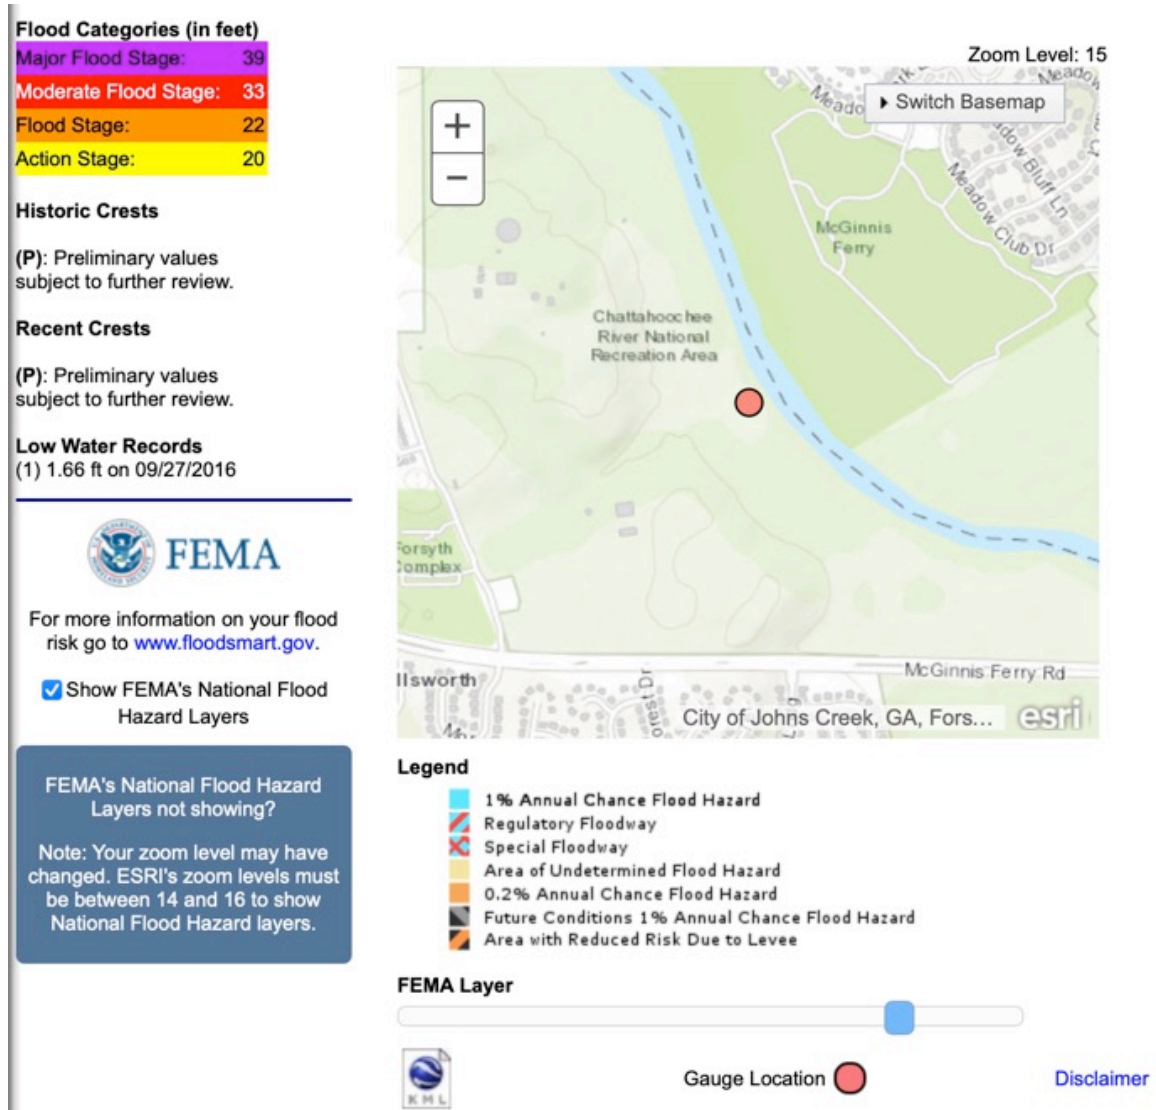 Flood Categories (in feet)
Major Flood Stage: 39
Moderate Flood Stage: 33
Flood Stage: 22
Action Stage: 20
Historic Crests
(P): Preliminary values
subject to further review.
Recent Crests
(P): Preliminary values
subject to further review.
Low Water Records
(1) 1.66 ft on 09/27/2016
FEMA
For more information on your flood
risk go to www.floodsmart.gov.
Show FEMA's National Flood
Hazard Layers
FEMA's National Flood Hazard
Layers not showing?
Note: Your zoom level may have
changed. ESRI's zoom levels must
be between 14 and 16 to show
National Flood Hazard layers.
Zoom Level: 15
+
−
Switch Basemap
Meadow
Meadow Club Dr
McGinnis
Ferry
Chattahoochee
River National
Recreation Area
Forsyth
Complex
McGinnis Ferry Rd
llsworth
City of Johns Creek, GA, Fors...
esri
Legend
1% Annual Chance Flood Hazard
Regulatory Floodway
Special Floodway
Area of Undetermined Flood Hazard
0.2% Annual Chance Flood Hazard
Future Conditions 1% Annual Chance Flood Hazard
Area with Reduced Risk Due to Levee
FEMA Layer
KML
Gauge Location
Disclaimer